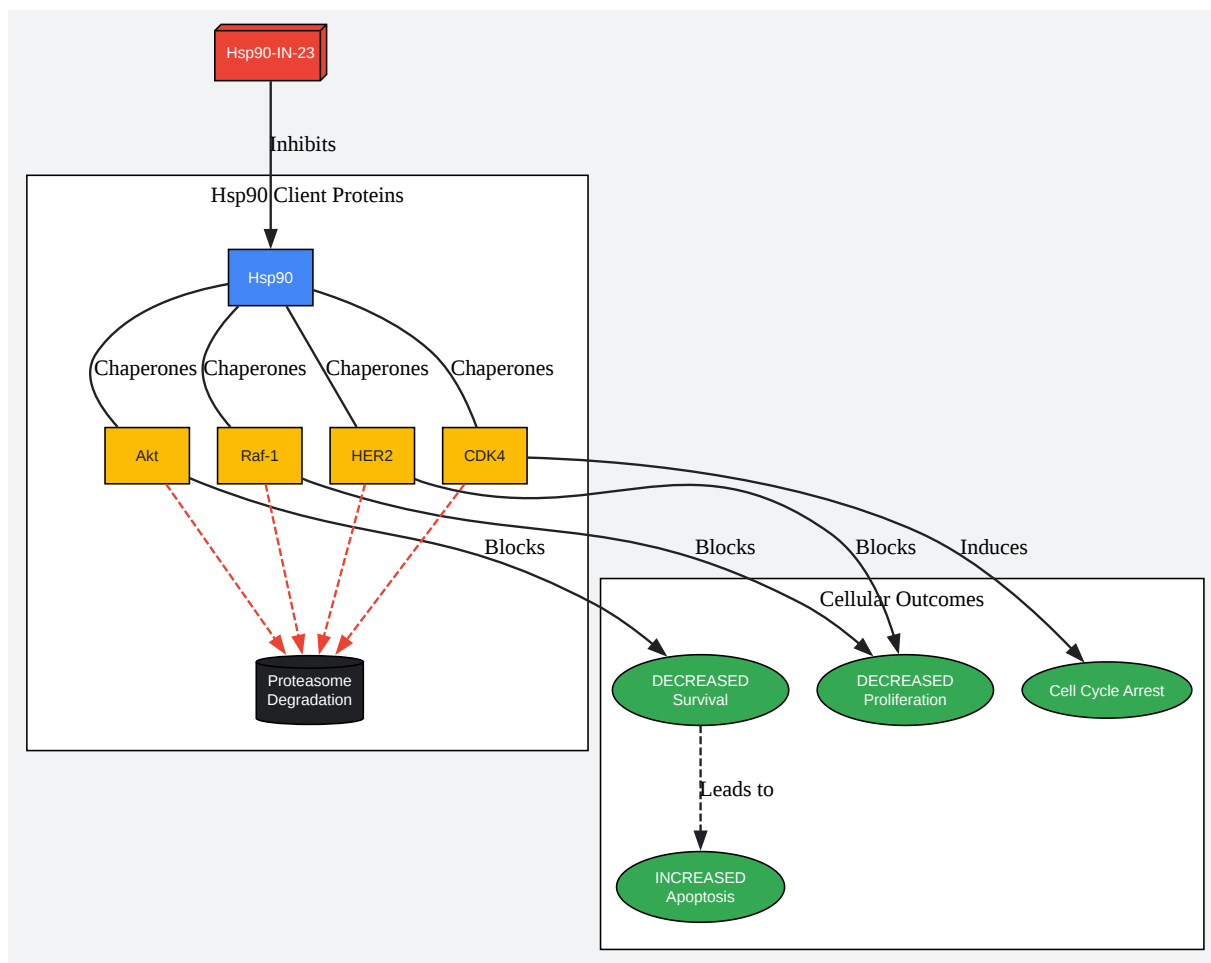 Hsp90-IN-23
Inhibits
Hsp90 Client Proteins
Hsp90
Chaperones
Chaperones
Chaperones
Chaperones
Akt
Raf-1
HER2
CDK4
Blocks
Blocks
Blocks
Induces
Cellular Outcomes
Proteasome
Degradation
DECREASED
Survival
DECREASED
Proliferation
Cell Cycle Arrest
Leads to
INCREASED
Apoptosis